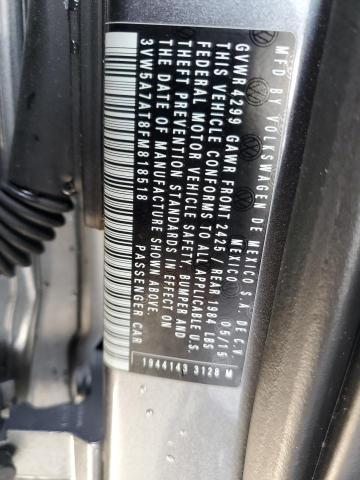 MFD BY VOLKSWAGEN DE MEXICO S.A. DE C.V.
MEXICO 05/15
GVWR 4299 GAWR FRONT 2425 / REAR 1984 LBS
THIS VEHICLE CONFORMS TO ALL APPLICABLE U.S.
FEDERAL MOTOR VEHICLE SAFETY, BUMPER AND
THEFT PREVENTION STANDARDS IN EFFECT ON
THE DATE OF MANUFACTURE SHOWN ABOVE.
3VW5A7AT8FM818518 PASSENGER CAR
1944143 3128 M